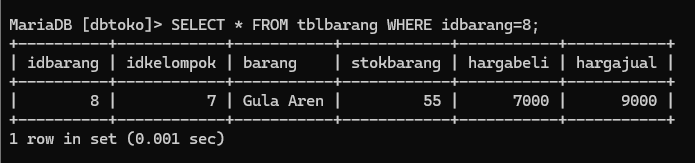 MariaDB [dbtoko]> SELECT * FROM tblbarang WHERE idbarang=8;
+----------+------------+-----------+------------+-----------+-----------+
| idbarang | idkelompok | barang    | stokbarang | hargabeli | hargajual |
+----------+------------+-----------+------------+-----------+-----------+
|        8 |          7 | Gula Aren |         55 |      7000 |      9000 |
+----------+------------+-----------+------------+-----------+-----------+
1 row in set (0.001 sec)